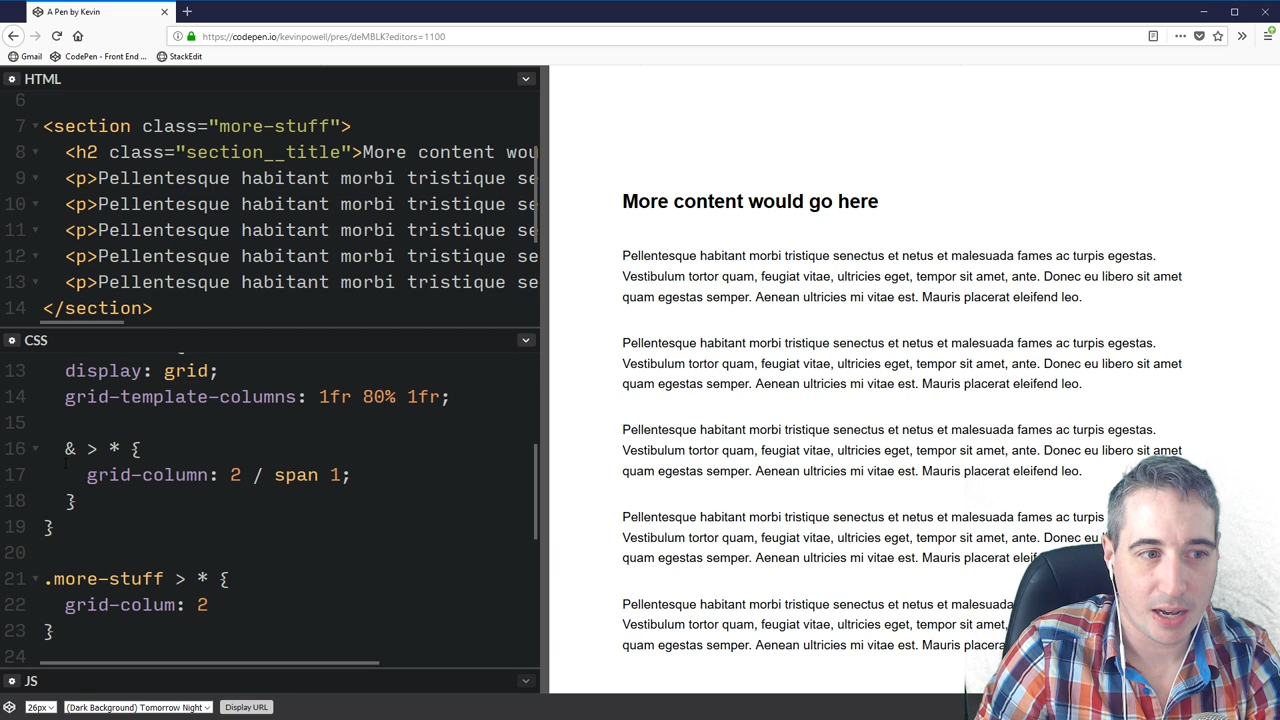 A Pen by Kevin
https://codepen.io/kevinpowell/pres/deMBLK?editors=1100
Gmail
CodePen - Front End ...
StackEdit
HTML
6
7 <section class="more-stuff">
8 <h2 class="section__title">More content wou
9 <p>Pellentesque habitant morbi tristique se
10 <p>Pellentesque habitant morbi tristique se
11 <p>Pellentesque habitant morbi tristique se
12 <p>Pellentesque habitant morbi tristique se
13 <p>Pellentesque habitant morbi tristique se
14 </section>
CSS
13 display: grid;
14 grid-template-columns: 1fr 80% 1fr;
15
16 & > * {
17 grid-column: 2 / span 1;
18 }
19 }
20
21 .more-stuff > * {
22 grid-colum: 2
23 }
24
JS
26px
(Dark Background) Tomorrow Night
Display URL
More content would go here
Pellentesque habitant morbi tristique senectus et netus et malesuada fames ac turpis egestas.
Vestibulum tortor quam, feugiat vitae, ultricies eget, tempor sit amet, ante. Donec eu libero sit amet
quam egestas semper. Aenean ultricies mi vitae est. Mauris placerat eleifend leo.
Pellentesque habitant morbi tristique senectus et netus et malesuada fames ac turpis egestas.
Vestibulum tortor quam, feugiat vitae, ultricies eget, tempor sit amet, ante. Donec eu libero sit amet
quam egestas semper. Aenean ultricies mi vitae est. Mauris placerat eleifend leo.
Pellentesque habitant morbi tristique senectus et netus et malesuada fames ac turpis egestas.
Vestibulum tortor quam, feugiat vitae, ultricies eget, tempor sit amet, ante. Donec eu libero sit amet
quam egestas semper. Aenean ultricies mi vitae est. Mauris placerat eleifend leo.
Pellentesque habitant morbi tristique senectus et netus et malesuada fames ac turpis
Vestibulum tortor quam, feugiat vitae, ultricies eget, tempor sit amet, ante. Donec eu
quam egestas semper. Aenean ultricies mi vitae est. Mauris placerat eleif
Pellentesque habitant morbi tristique senectus et netus et malesuada
Vestibulum tortor quam, feugiat vitae, ultricies eget, tempor sit amet,
quam egestas semper. Aenean ultricies mi vitae est. Mauris placera